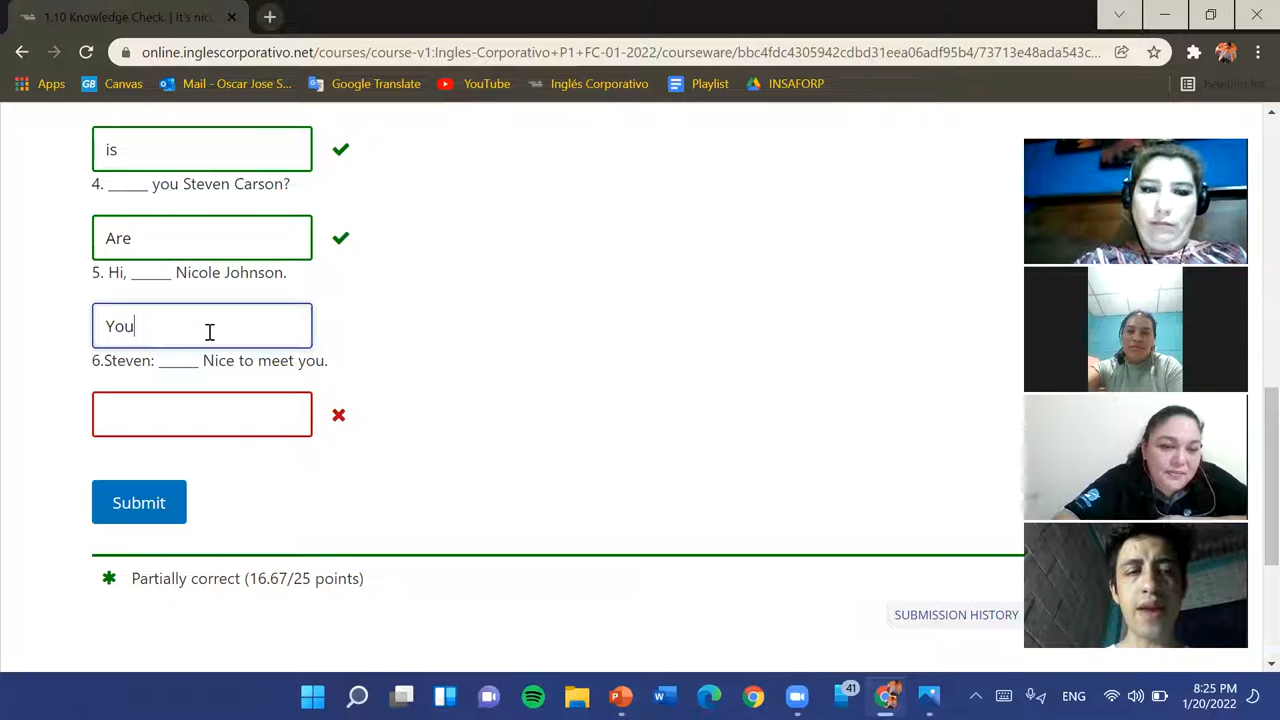 1.10 Knowledge Check. | It's nic
online.inglescorporativo.net/courses/course-v1:Ingles-Corporativo+P1+FC-01-2022/courseware/bbc4fdc4305942cdbd31eea06adf95b4/73713e48ada543c...
Apps
Canvas
Mail - Oscar Jose S...
Google Translate
YouTube
Inglés Corporativo
Playlist
INSAFORP
Reading list
is
4. _____ you Steven Carson?
Are
5. Hi, _____ Nicole Johnson.
You
6.Steven: _____ Nice to meet you.
Submit
Partially correct (16.67/25 points)
SUBMISSION HISTORY
41
ENG
8:25 PM
1/20/2022